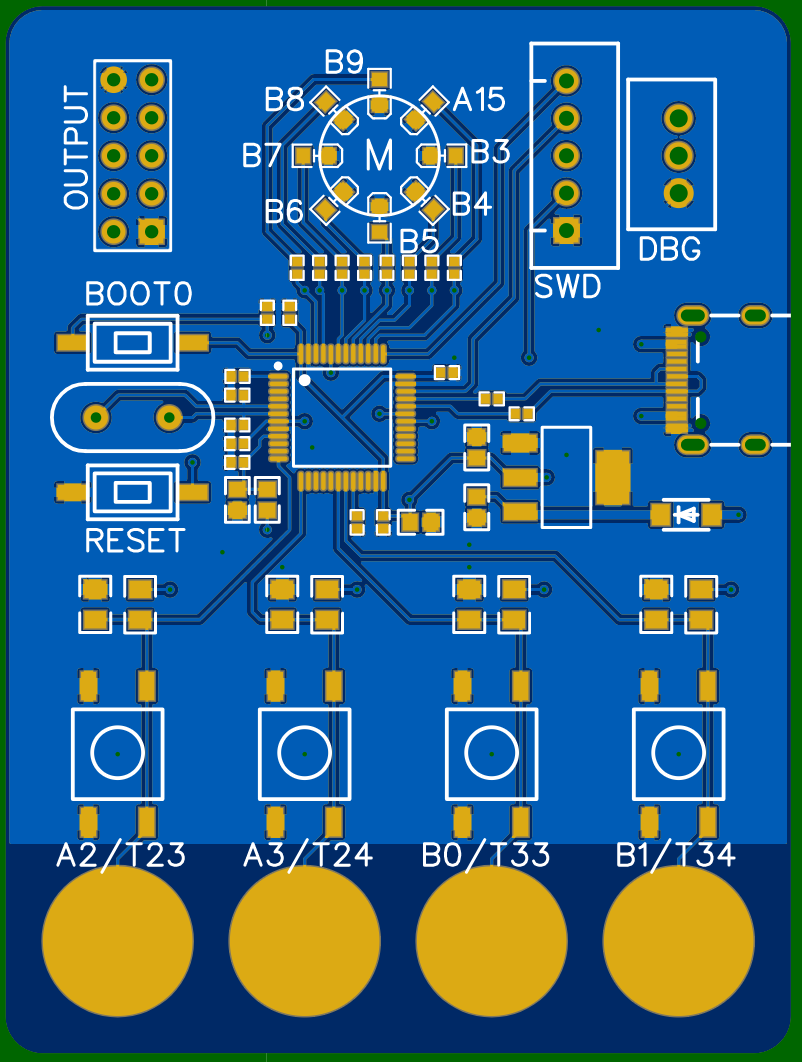 B9
B8
A15
OUTPUT
B7
M
B3
B6
B4
B5
DBG
SWD
BOOT0
RESET
A2/T23
A3/T24
B0/T33
B1/T34